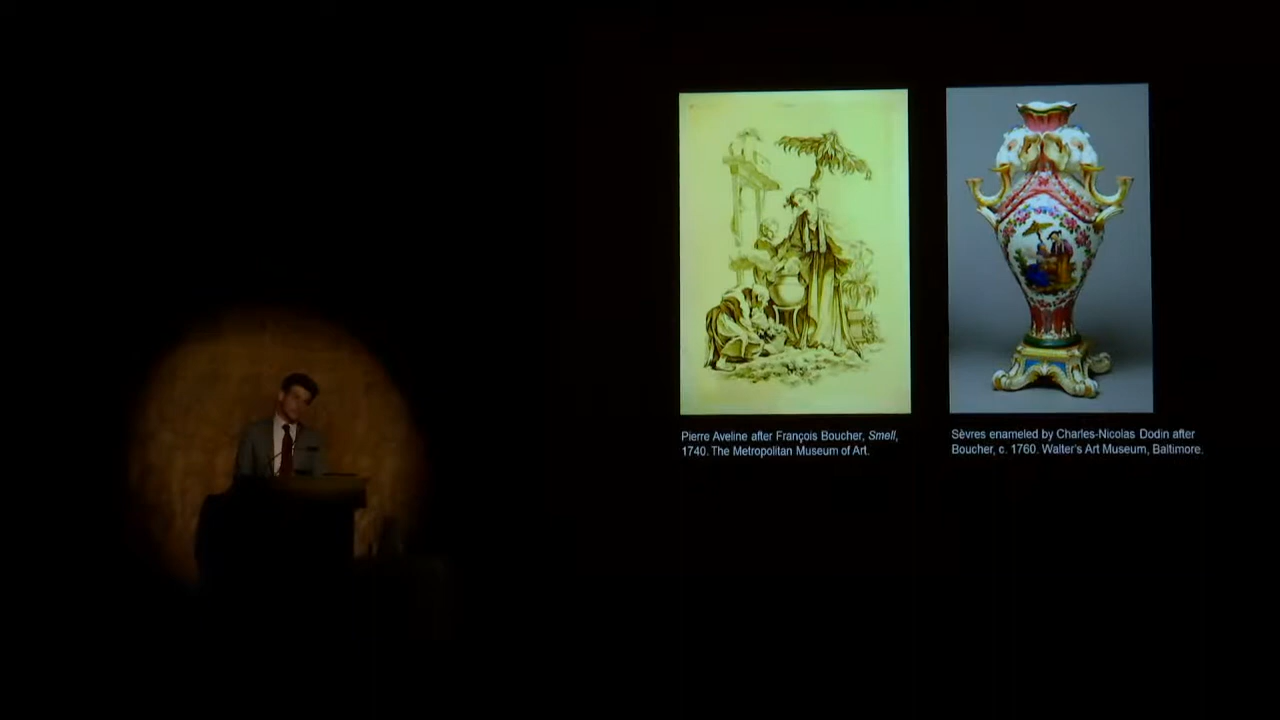 Pierre Aveline after François Boucher, Smell,
1740. The Metropolitan Museum of Art.
Sèvres enameled by Charles-Nicolas Dodin after
Boucher, c. 1760. Walter's Art Museum, Baltimore.